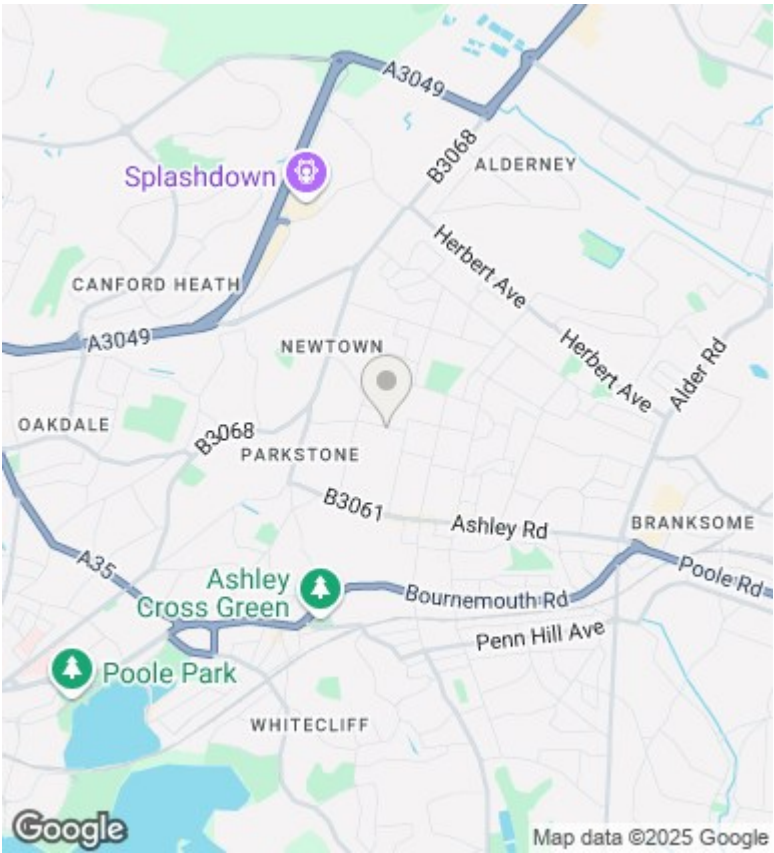 A3049
B3068
ALDERNEY
Splashdown
Herbert Ave
CANFORD HEATH
A3049
NEWTOWN
Herbert Ave
Alder Rd
OAKDALE
B3068
PARKSTONE
B3061
Ashley Rd
BRANKSOME
A35
Ashley
Cross Green
Bournemouth Rd
Poole Rd
Penn Hill Ave
Poole Park
WHITECLIFF
Google
Map data ©2025 Google